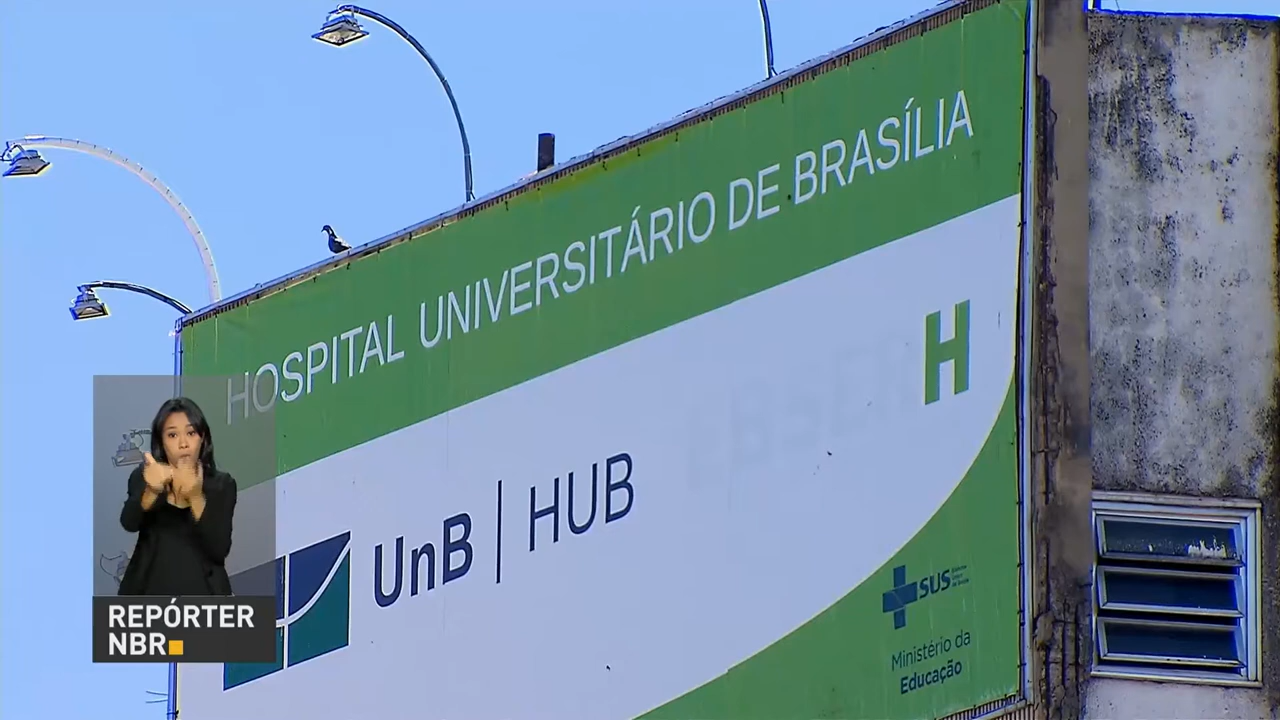 HOSPITAL UNIVERSITÁRIO DE BRASÍLIA
H
UnB | HUB
SUS
Ministério da
Educação
REPÓRTER
NBR